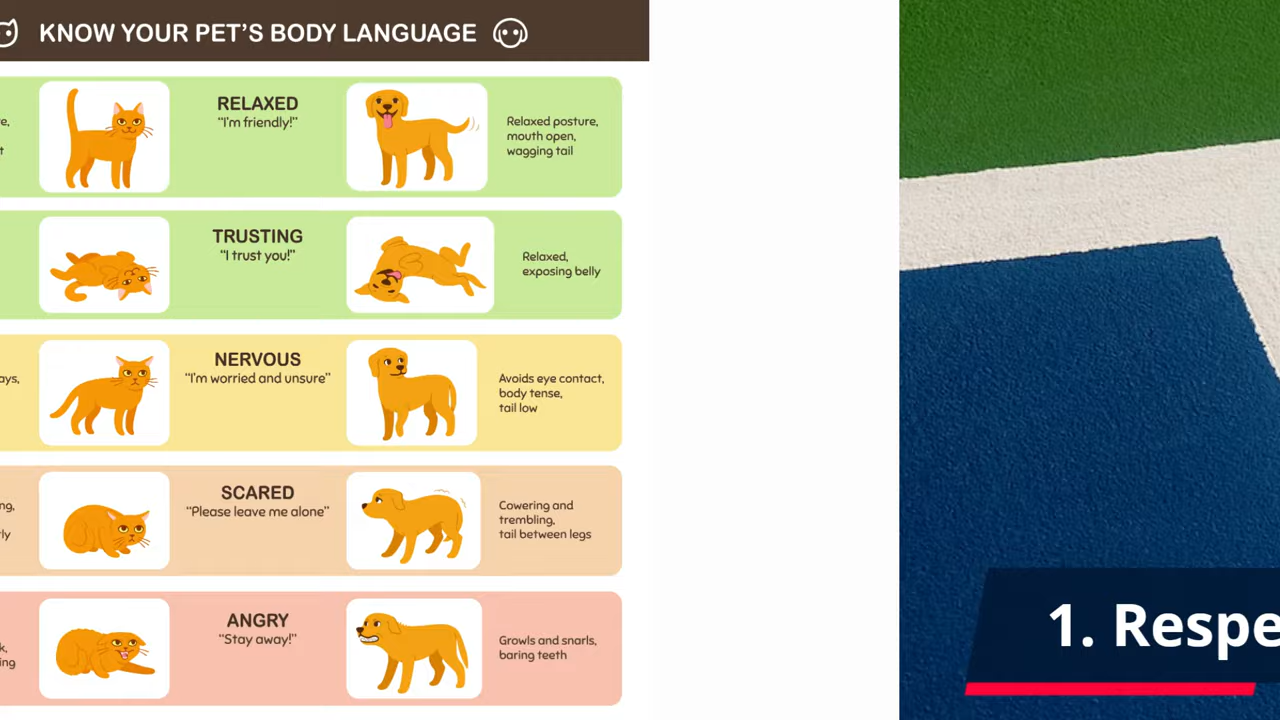 KNOW YOUR PET'S BODY LANGUAGE
RELAXED
“I'm friendly!”
Relaxed posture,
mouth open,
wagging tail
TRUSTING
“I trust you!”
Relaxed,
exposing belly
NERVOUS
“I'm worried and unsure”
Avoids eye contact,
body tense,
tail low
SCARED
“Please leave me alone”
Cowering and
trembling,
tail between legs
ANGRY
“Stay away!”
Growls and snarls,
baring teeth
1. Respe